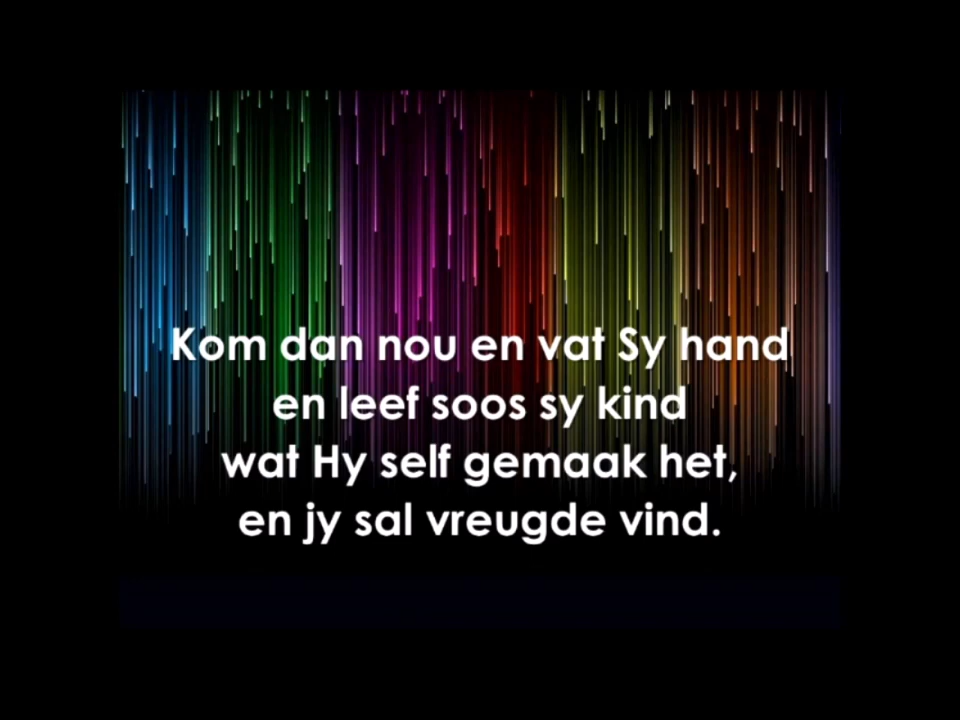 Kom dan nou en vat Sy hand
en leef soos sy kind
wat Hy self gemaak het,
en jy sal vreugde vind.